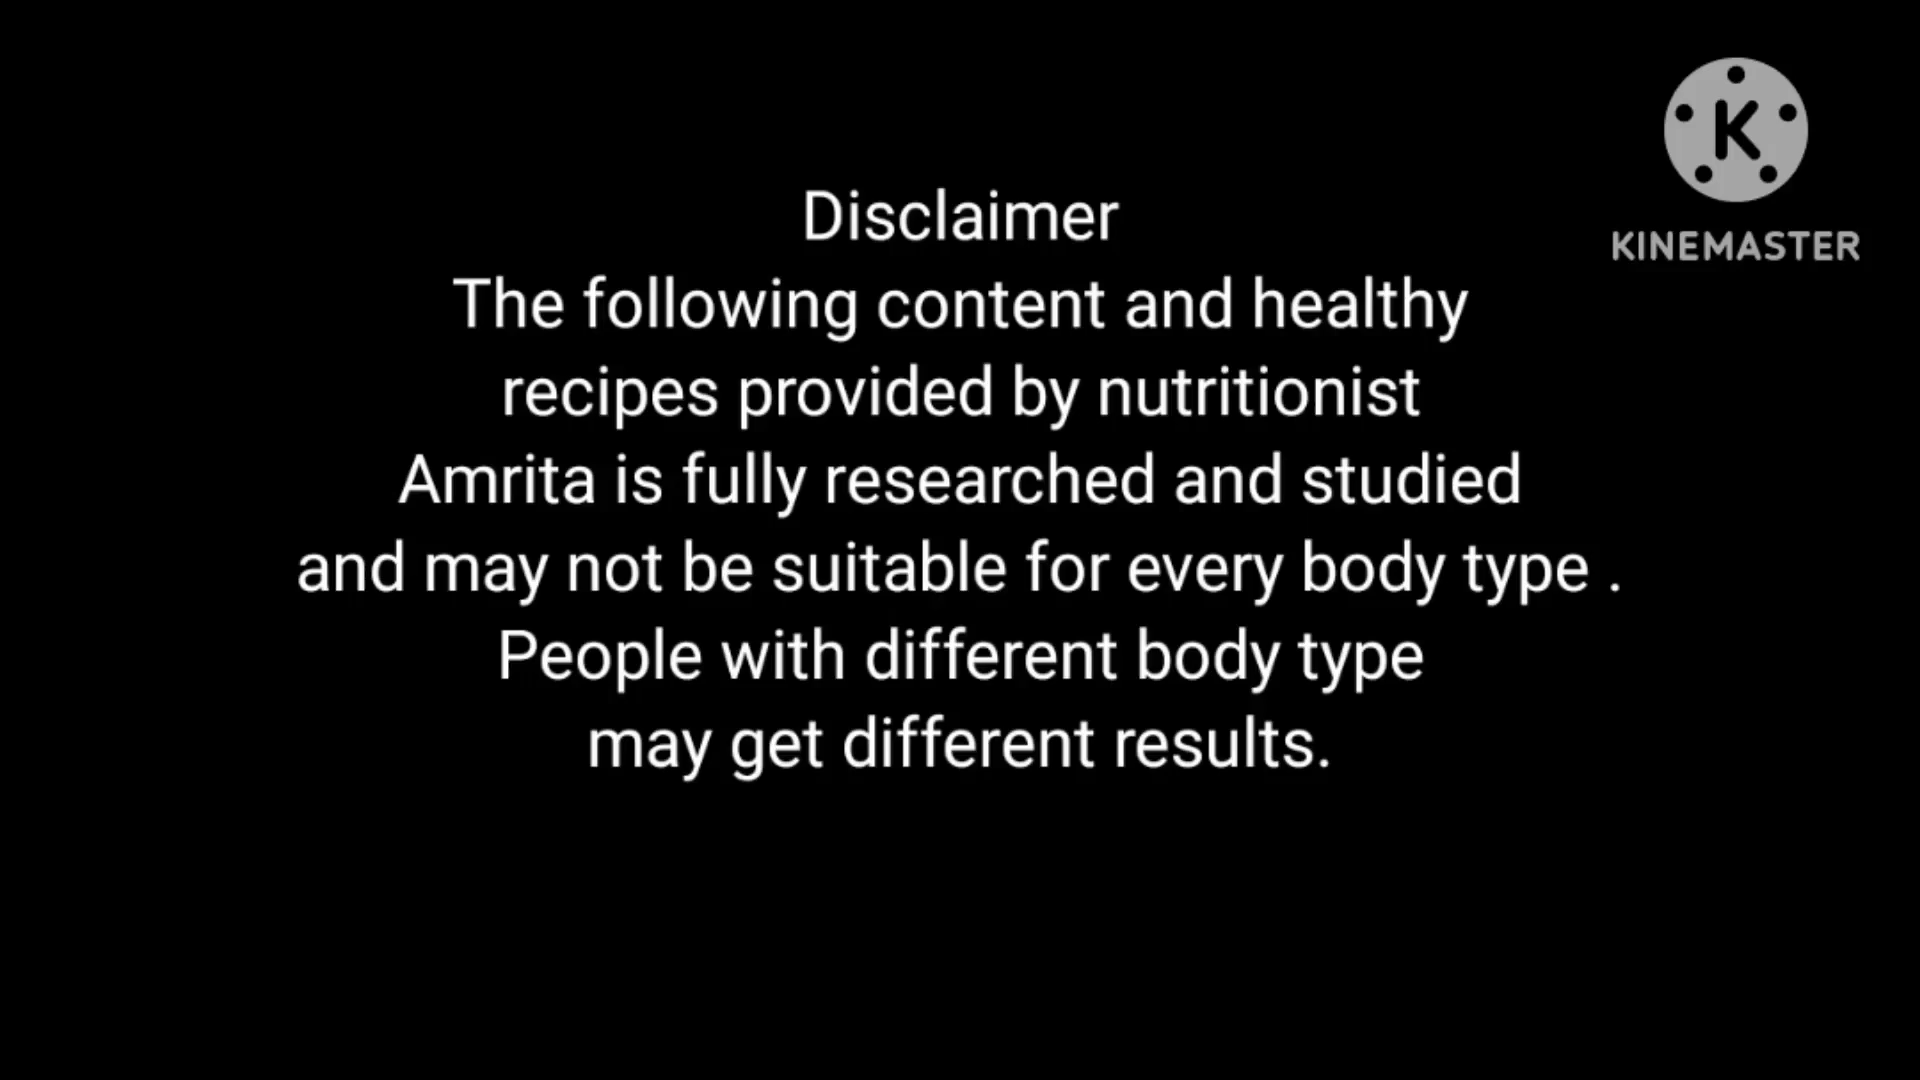 K
KINEMASTER
Disclaimer
The following content and healthy
recipes provided by nutritionist
Amrita is fully researched and studied
and may not be suitable for every body type .
People with different body type
may get different results.